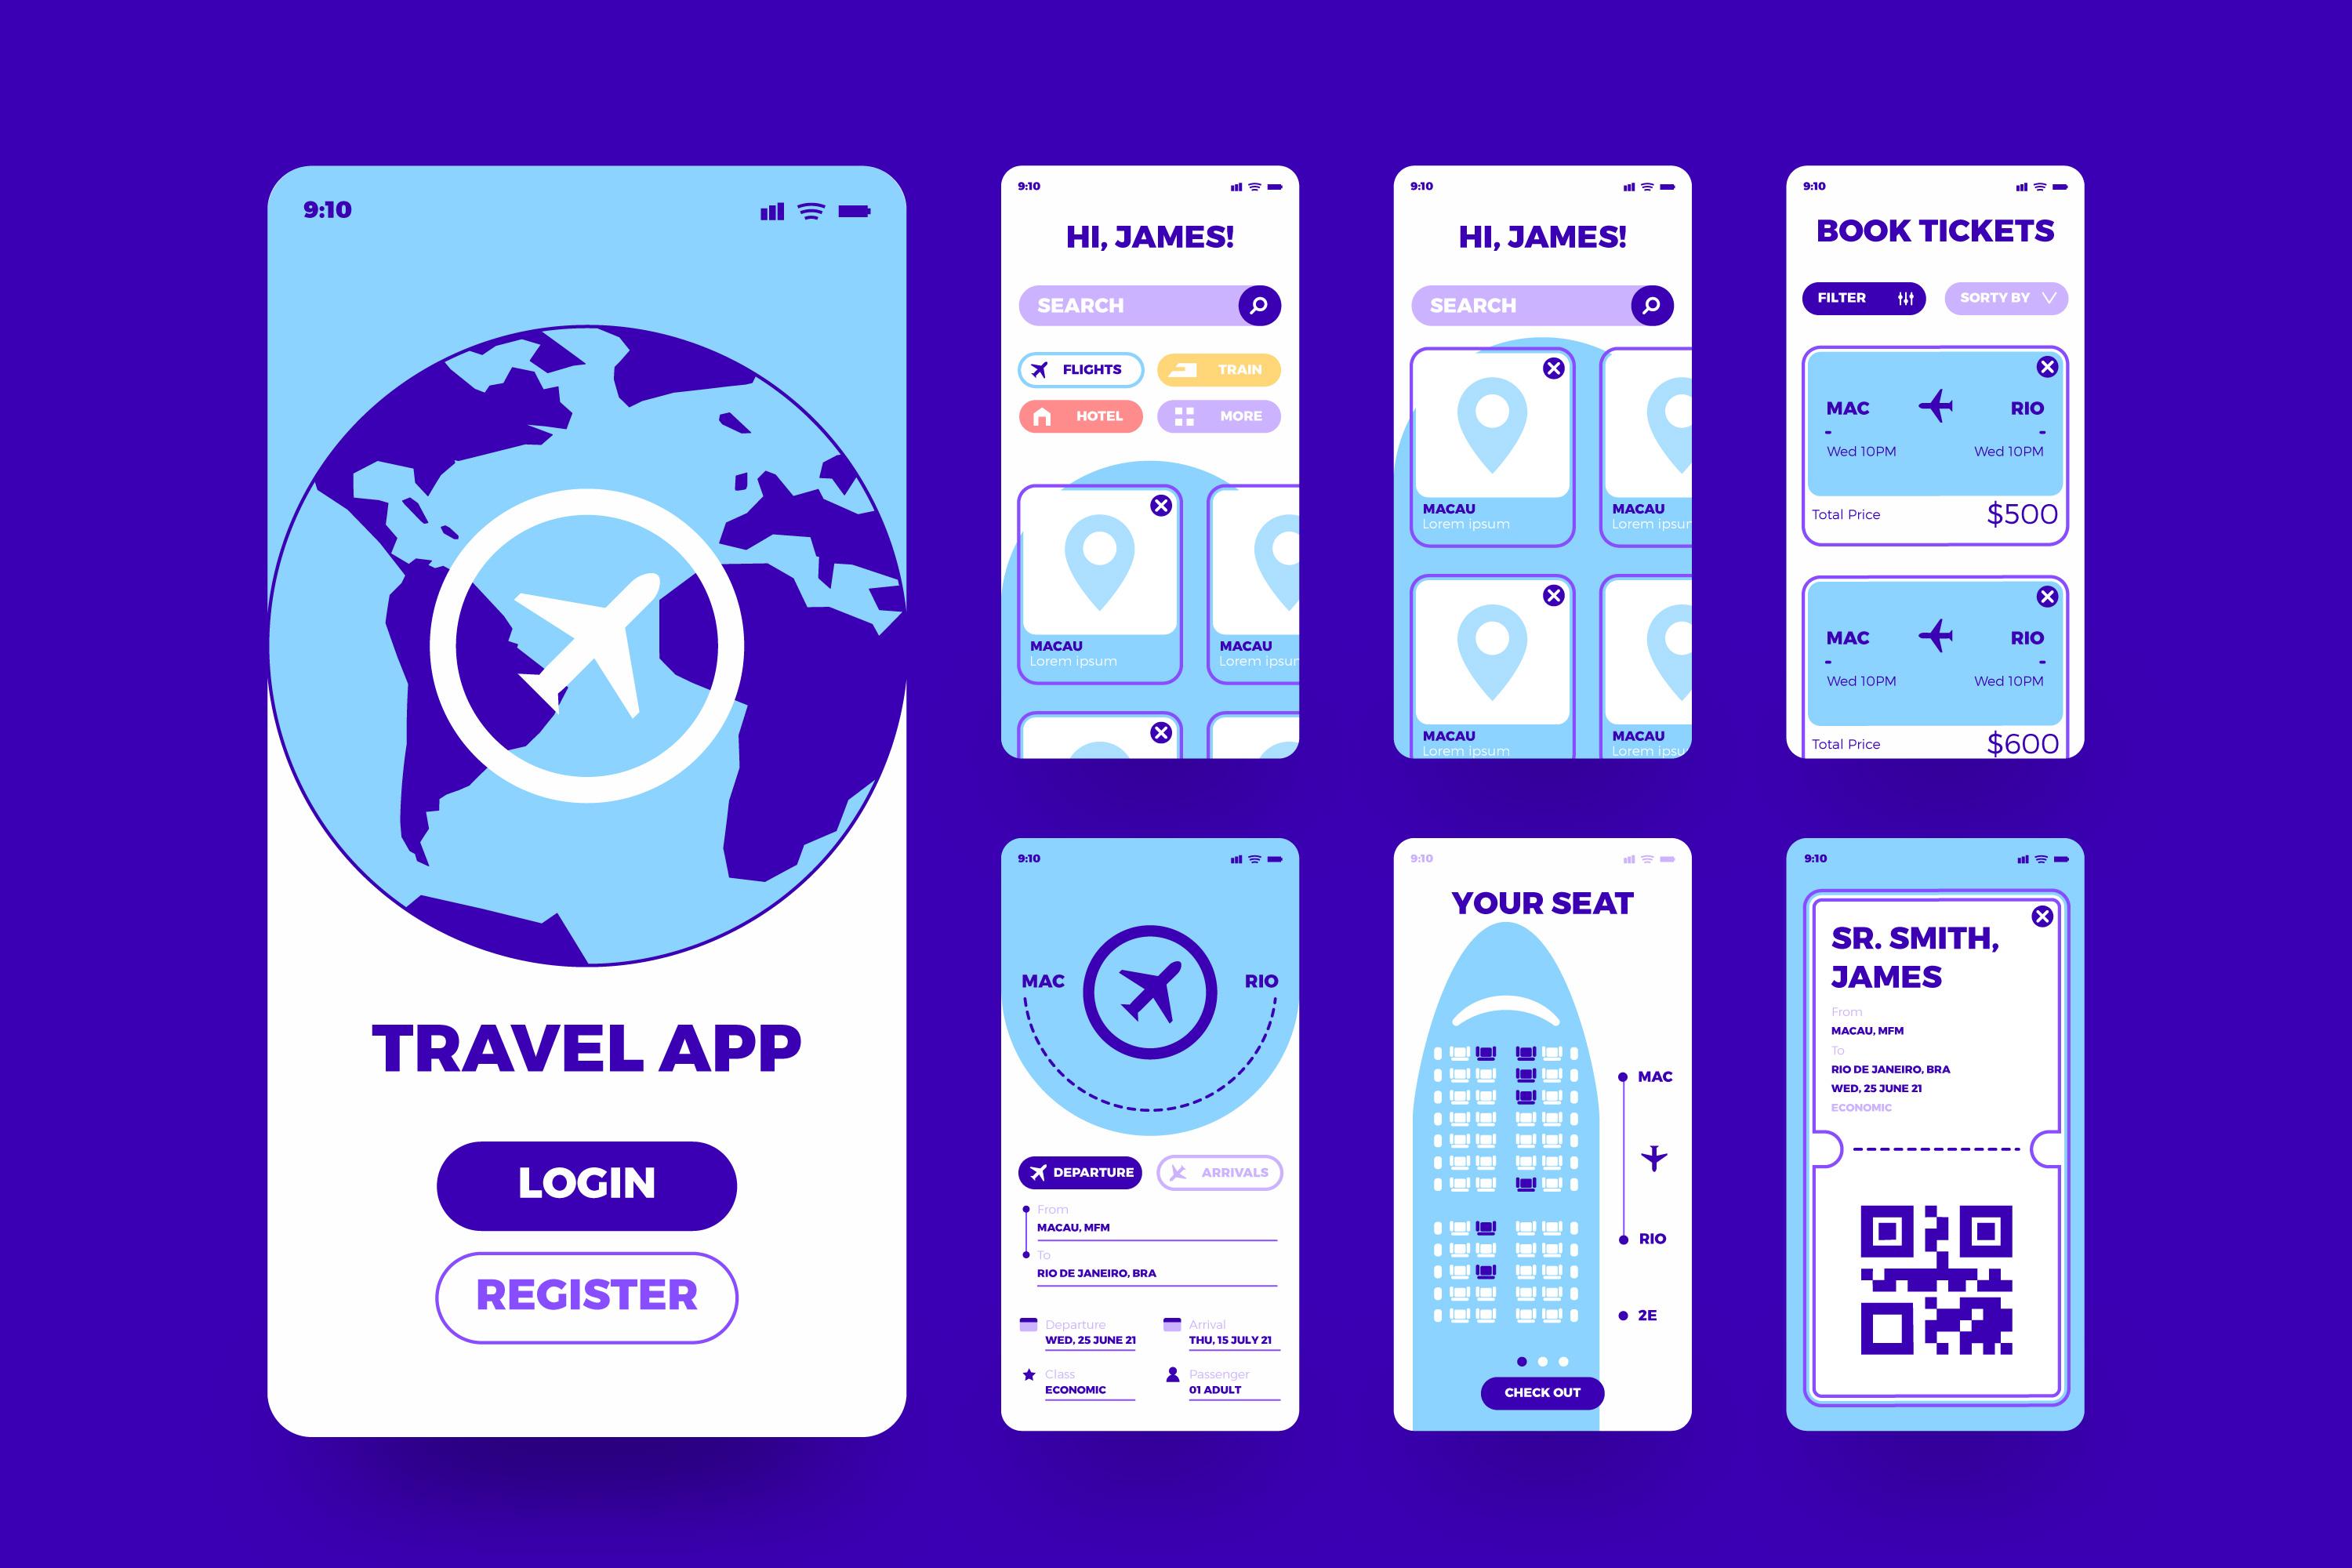 9:10
TRAVEL APP
LOGIN
REGISTER
9:10
HI, JAMES!
SEARCH
FLIGHTS
TRAIN
HOTEL
MORE
MACAU
Lorem ipsum
MACAU
Lorem ipsum
9:10
HI, JAMES!
SEARCH
MACAU
Lorem ipsum
MACAU
Lorem ipsum
MACAU
Lorem ipsum
MACAU
Lorem ipsu
9:10
BOOK TICKETS
FILTER
SORTY BY
MAC
RIO
-
-
Wed 10PM
Wed 10PM
Total Price
$500
MAC
RIO
-
-
Wed 10PM
Wed 10PM
Total Price
$600
9:10
MAC
RIO
DEPARTURE
ARRIVALS
From
MACAU, MFM
To
RIO DE JANEIRO, BRA
Departure
WED, 25 JUNE 21
Arrival
THU, 15 JULY 21
Class
ECONOMIC
Passenger
01 ADULT
9:10
YOUR SEAT
MAC
RIO
2E
CHECK OUT
9:10
SR. SMITH,
JAMES
From
MACAU, MFM
To
RIO DE JANEIRO, BRA
WED, 25 JUNE 21
ECONOMIC